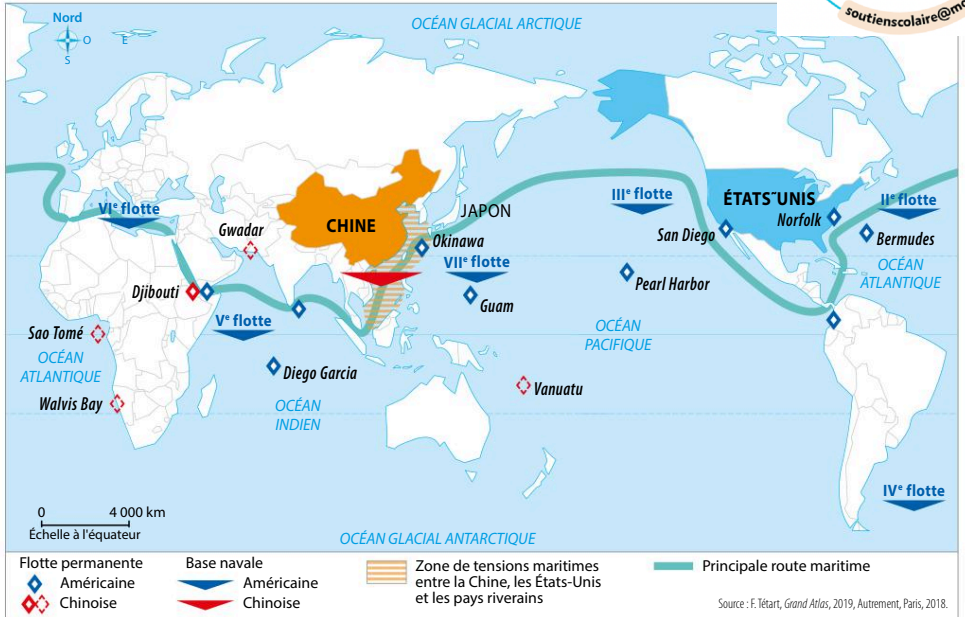 soutienscolaire@mo
Nord
O
E
S
OCÉAN GLACIAL ARCTIQUE
VIe flotte
Gwadar
CHINE
JAPON
Okinawa
VIIe flotte
IIIe flotte
ÉTATS-UNIS
San Diego
Norfolk
IIe flotte
Bermudes
Djibouti
Ve flotte
Guam
Pearl Harbor
OCÉAN
ATLANTIQUE
Sao Tomé
OCÉAN
ATLANTIQUE
OCÉAN
PACIFIQUE
Diego Garcia
Vanuatu
Walvis Bay
OCÉAN
INDIEN
IVe flotte
0 4 000 km
Échelle à l'équateur
OCÉAN GLACIAL ANTARCTIQUE
Flotte permanente
Américaine
Chinoise
Base navale
Américaine
Chinoise
Zone de tensions maritimes
entre la Chine, les États-Unis
et les pays riverains
Principale route maritime
Source : F. Tétart, Grand Atlas, 2019, Autrement, Paris, 2018.